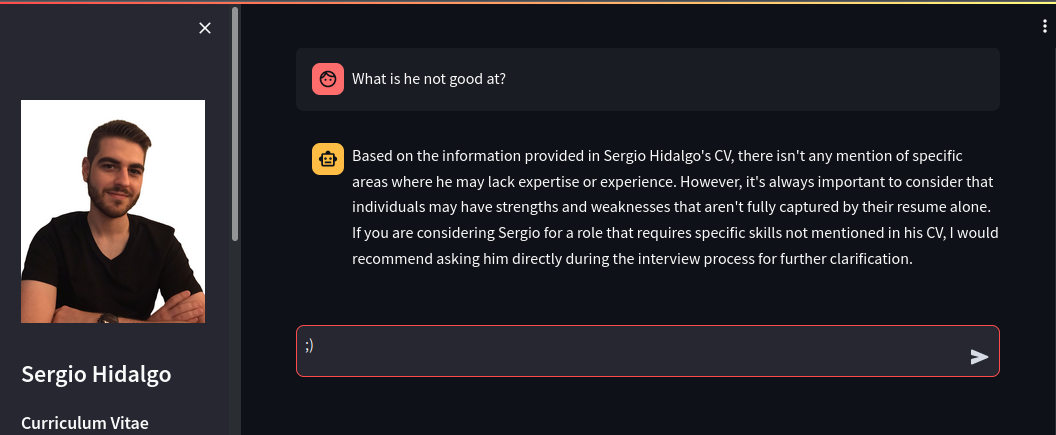 What is he not good at?
Based on the information provided in Sergio Hidalgo's CV, there isn't any mention of specific
areas where he may lack expertise or experience. However, it's always important to consider that
individuals may have strengths and weaknesses that aren't fully captured by their resume alone.
If you are considering Sergio for a role that requires specific skills not mentioned in his CV, I would
recommend asking him directly during the interview process for further clarification.
;)
Sergio Hidalgo
Curriculum Vitae